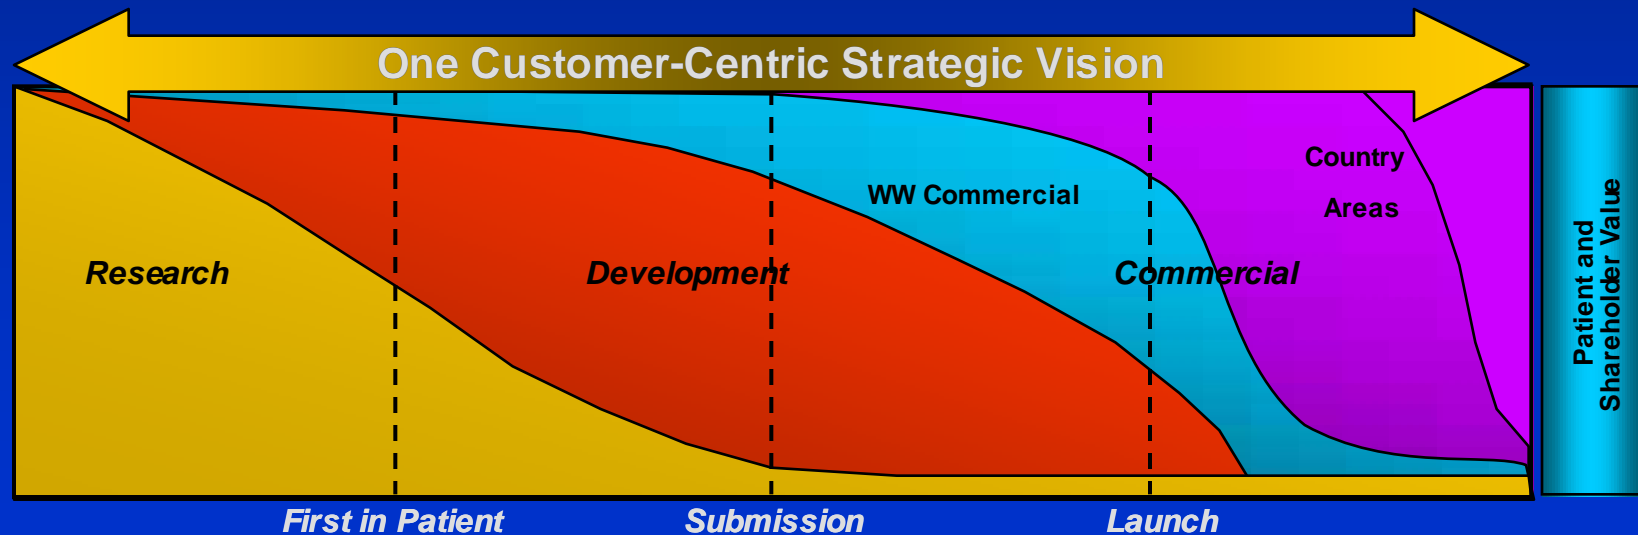 One Customer-Centric Strategic Vision
Country
Areas
WW Commercial
Research
Development
Commercial
Patient and
Shareholder Value
First in Patient
Submission
Launch